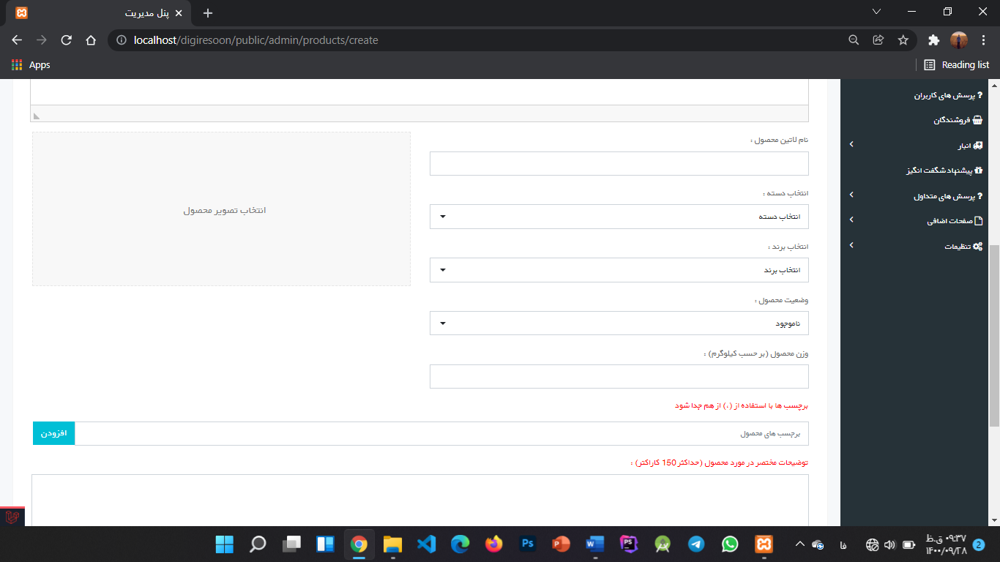 پنل مدیریت
localhost/digiresoon/public/admin/products/create
Apps
Reading list
پرسش های کاربران
فروشندگان
انبار
پیشنهاد شگفت انگیز
پرسش های متداول
صفحات اضافی
تنظیمات
نام لاتین محصول :
انتخاب تصویر محصول
انتخاب دسته :
انتخاب دسته
انتخاب برند :
انتخاب برند
وضعیت محصول :
ناموجود
وزن محصول (بر حسب کیلوگرم) :
برچسب ها با استفاده از (،) از هم جدا شود
برچسب های محصول
افزودن
توضیحات مختصر در مورد محصول (حداکثر 150 کاراکتر) :
Ps
P
W
PS
فا
۰۹:۳۷ ق.ظ
۱۴۰۰/۰۹/۲۸
2